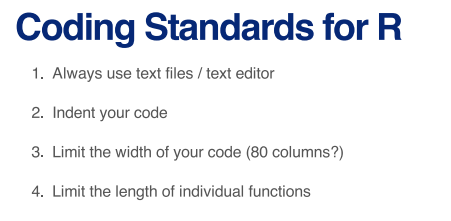 Coding Standards for R
1. Always use text files / text editor
2. Indent your code
3. Limit the width of your code (80 columns?)
4. Limit the length of individual functions